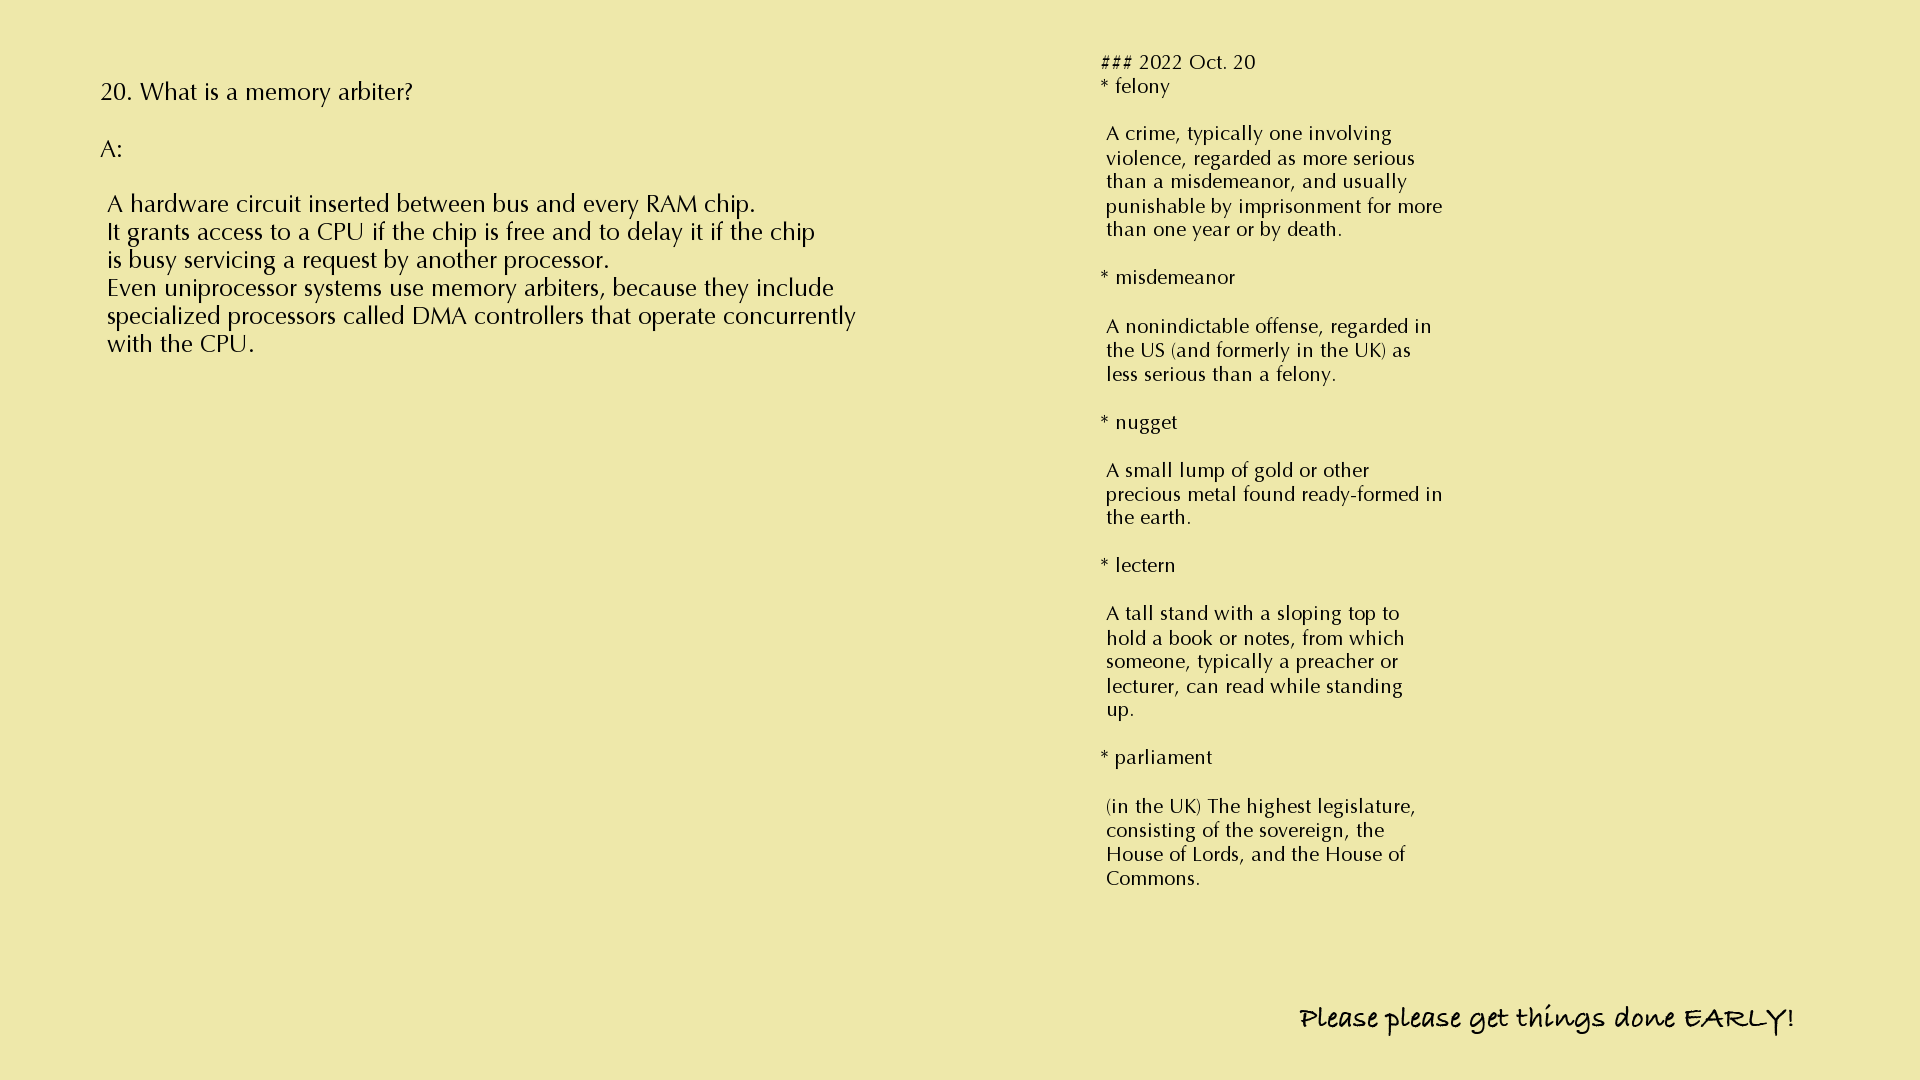 20. What is a memory arbiter?
A:
A hardware circuit inserted between bus and every RAM chip.
It grants access to a CPU if the chip is free and to delay it if the chip
is busy servicing a request by another processor.
Even uniprocessor systems use memory arbiters, because they include
specialized processors called DMA controllers that operate concurrently
with the CPU.
### 2022 Oct. 20
* felony
A crime, typically one involving
violence, regarded as more serious
than a misdemeanor, and usually
punishable by imprisonment for more
than one year or by death.
* misdemeanor
A nonindictable offense, regarded in
the US (and formerly in the UK) as
less serious than a felony.
* nugget
A small lump of gold or other
precious metal found ready-formed in
the earth.
* lectern
A tall stand with a sloping top to
hold a book or notes, from which
someone, typically a preacher or
lecturer, can read while standing
up.
* parliament
(in the UK) The highest legislature,
consisting of the sovereign, the
House of Lords, and the House of
Commons.
Please please get things done EARLY!